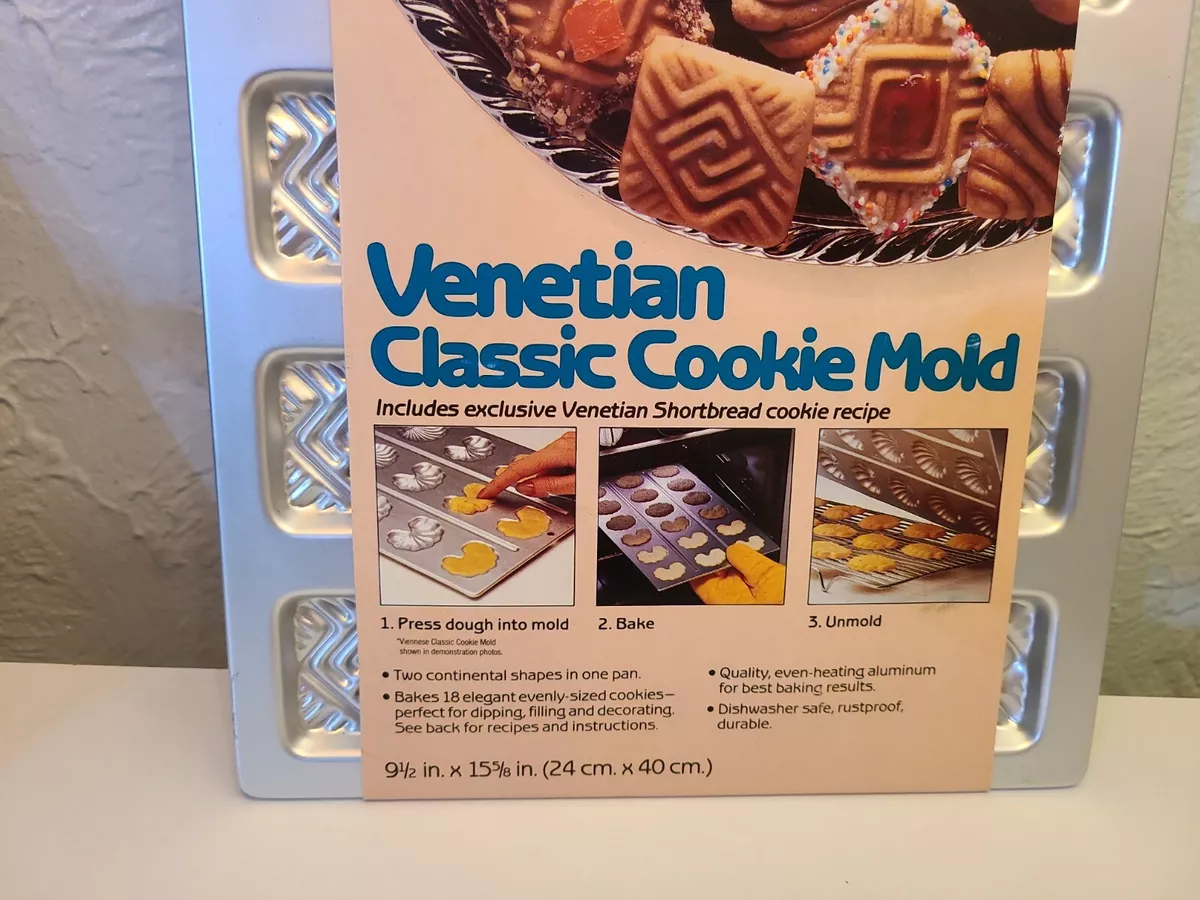 Venetian
Classic Cookie Mold
Includes exclusive Venetian Shortbread cookie recipe
1. Press dough into mold
*Viennese Classic Cookie Mold
shown in demonstration photos.
2. Bake
3. Unmold
• Two continental shapes in one pan.
• Bakes 18 elegant evenly-sized cookies—
perfect for dipping, filling and decorating.
See back for recipes and instructions.
• Quality, even-heating aluminum
for best baking results.
• Dishwasher safe, rustproof,
durable.
9½ in. x 15⅝ in. (24 cm. x 40 cm.)